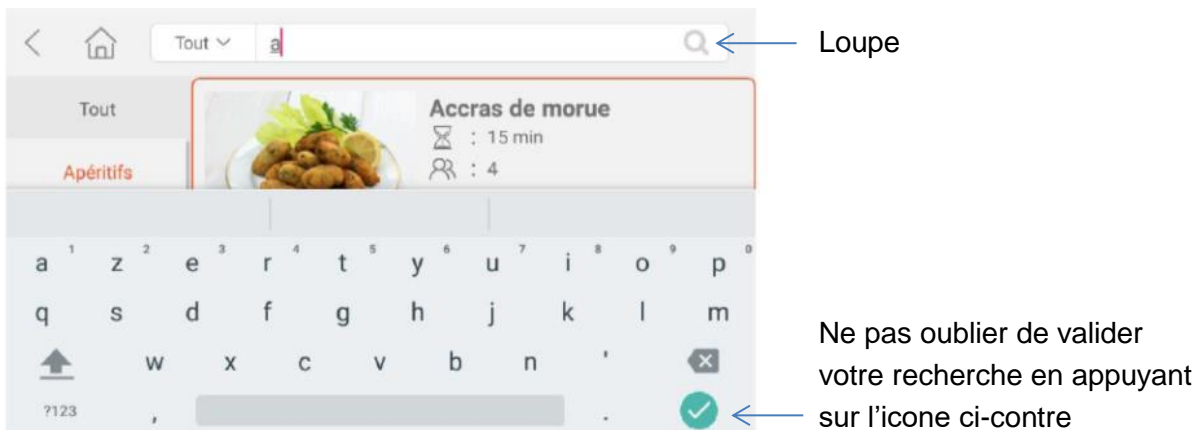 Tout a
Loupe
Tout
Accras de morue
: 15 min
Apéritifs
: 4
a 1 z 2 e 3 r 4 t 5 y 6 u 7 i 8 o 9 p 0
q s d f g h j k l m
w x c v b n '
?123 , .
Ne pas oublier de valider
votre recherche en appuyant
sur l’icone ci-contre